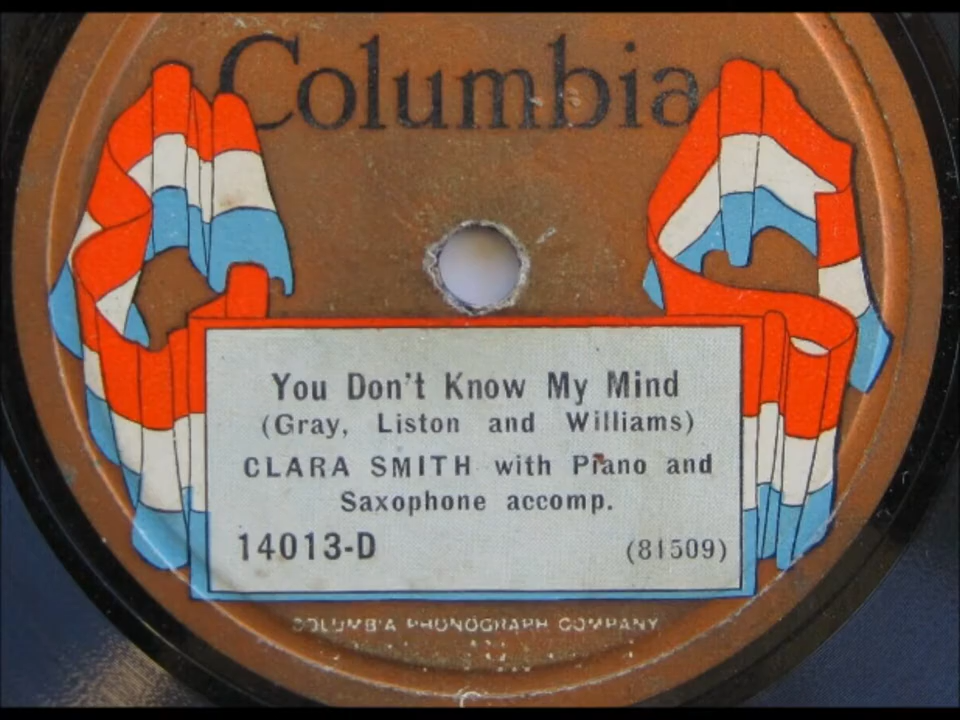 Columbia
You Don't Know My Mind
(Gray, Liston and Williams)
CLARA SMITH with Piano and
Saxophone accomp.
14013-D (81509)
COLUMBIA PHONOGRAPH COMPANY